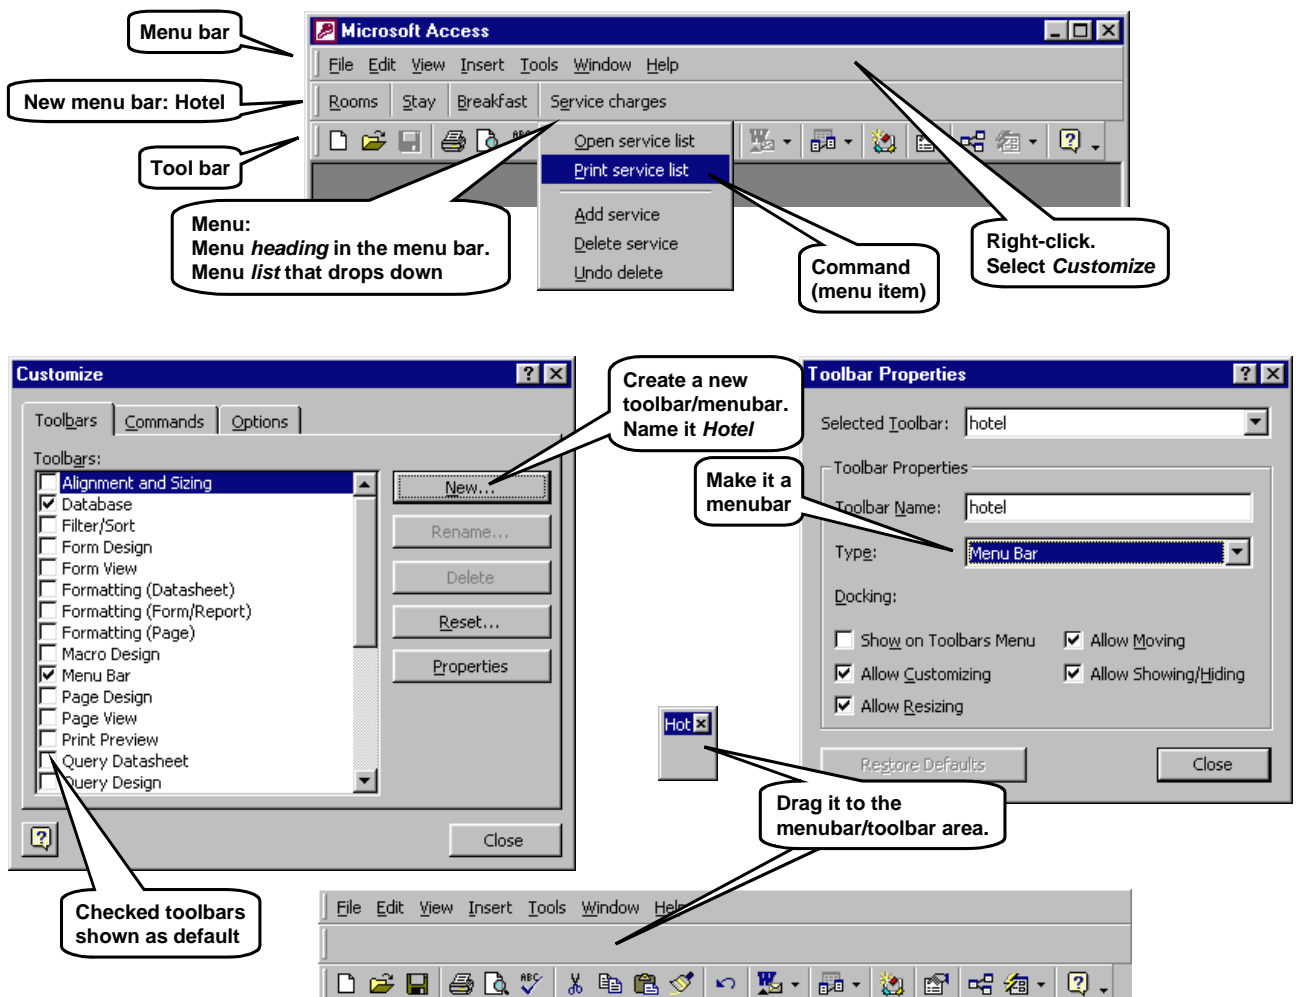 Menu bar
Microsoft Access
File Edit View Insert Tools Window Help
New menu bar: Hotel
Rooms Stay Breakfast Service charges
Tool bar
ABC
Open service list
Print service list
Add service
Delete service
Undo delete
Menu:
Menu heading in the menu bar.
Menu list that drops down
Command
(menu item)
Right-click.
Select Customize
Customize
Toolbars Commands Options
Toolbars:
Alignment and Sizing
Database
Filter/Sort
Form Design
Form View
Formatting (Datasheet)
Formatting (Form/Report)
Formatting (Page)
Macro Design
Menu Bar
Page Design
Page View
Print Preview
Query Datasheet
Query Design
New...
Rename...
Delete
Reset...
Properties
Close
Create a new
toolbar/menubar.
Name it Hotel
Toolbar Properties
Selected Toolbar: hotel
Toolbar Properties
Toolbar Name: hotel
Type: Menu Bar
Docking:
Show on Toolbars Menu
Allow Moving
Allow Customizing
Allow Showing/Hiding
Allow Resizing
Restore Defaults
Close
Make it a
menubar
Hot
Drag it to the
menubar/toolbar area.
Checked toolbars
shown as default
File Edit View Insert Tools Window Help
ABC